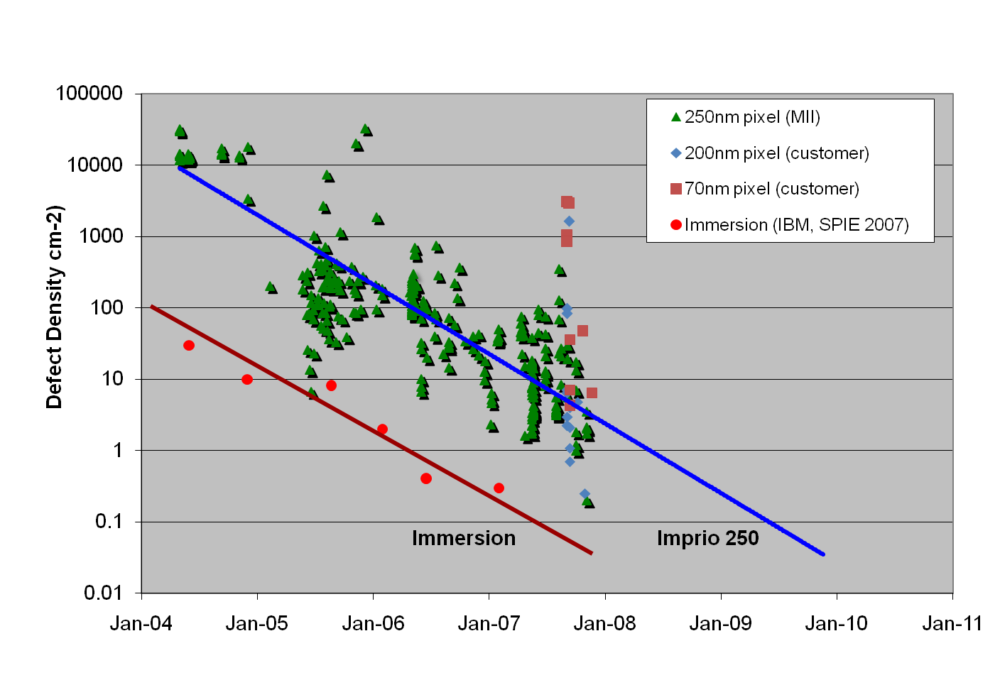 100000
10000
1000
100
10
1
0.1
0.01
Defect Density cm-2)
250nm pixel (MII)
200nm pixel (customer)
70nm pixel (customer)
Immersion (IBM, SPIE 2007)
Immersion
Imprio 250
Jan-04 Jan-05 Jan-06 Jan-07 Jan-08 Jan-09 Jan-10 Jan-11